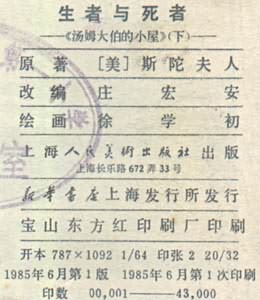 生者与死者
——《汤姆大伯的小屋》(下)——
原著 [美]斯陀夫人
改编 庄宏安
绘画 徐学初
上海人民美術出版社 出版
上海长乐路672弄33号
新华書店上海发行所发行
宝山东方红印刷厂印刷
开本 787×1092 1/64 印张 2 20/32
1985年6月第1版 1985年6月第1次印刷
印数 00,001——43,000
室